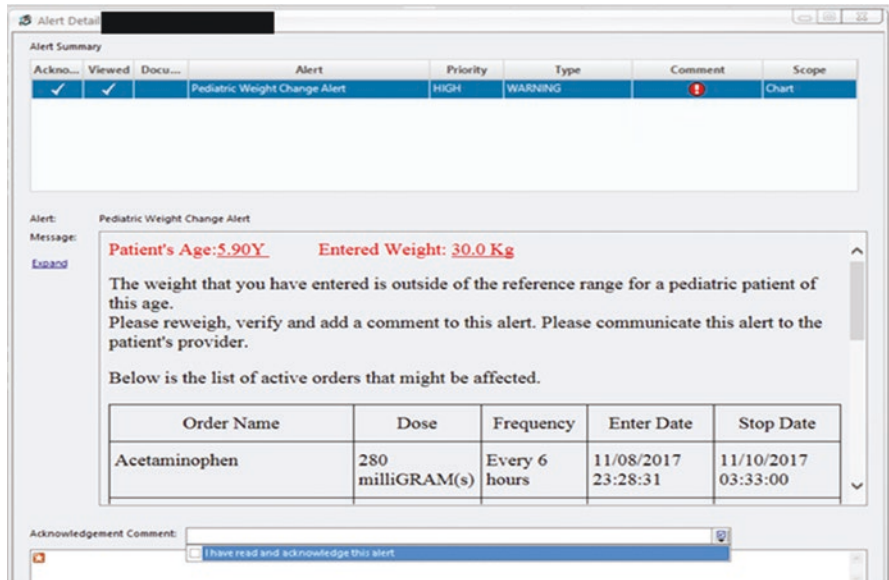 Alert Detail
Alert Summary
Ackno... Viewed Docu... Alert Priority Type Comment Scope
Pediatric Weight Change Alert HIGH WARNING Chart
Alert: Pediatric Weight Change Alert
Message:
Expand
Patient's Age:5.90Y Entered Weight: 30.0 Kg
The weight that you have entered is outside of the reference range for a pediatric patient of
this age.
Please reweigh, verify and add a comment to this alert. Please communicate this alert to the
patient's provider.
Below is the list of active orders that might be affected.
Order Name Dose Frequency Enter Date Stop Date
Acetaminophen 280 Every 6 11/08/2017 11/10/2017
milliGRAM(s) hours 23:28:31 03:33:00
Acknowledgement Comment:
I have read and acknowledge this alert